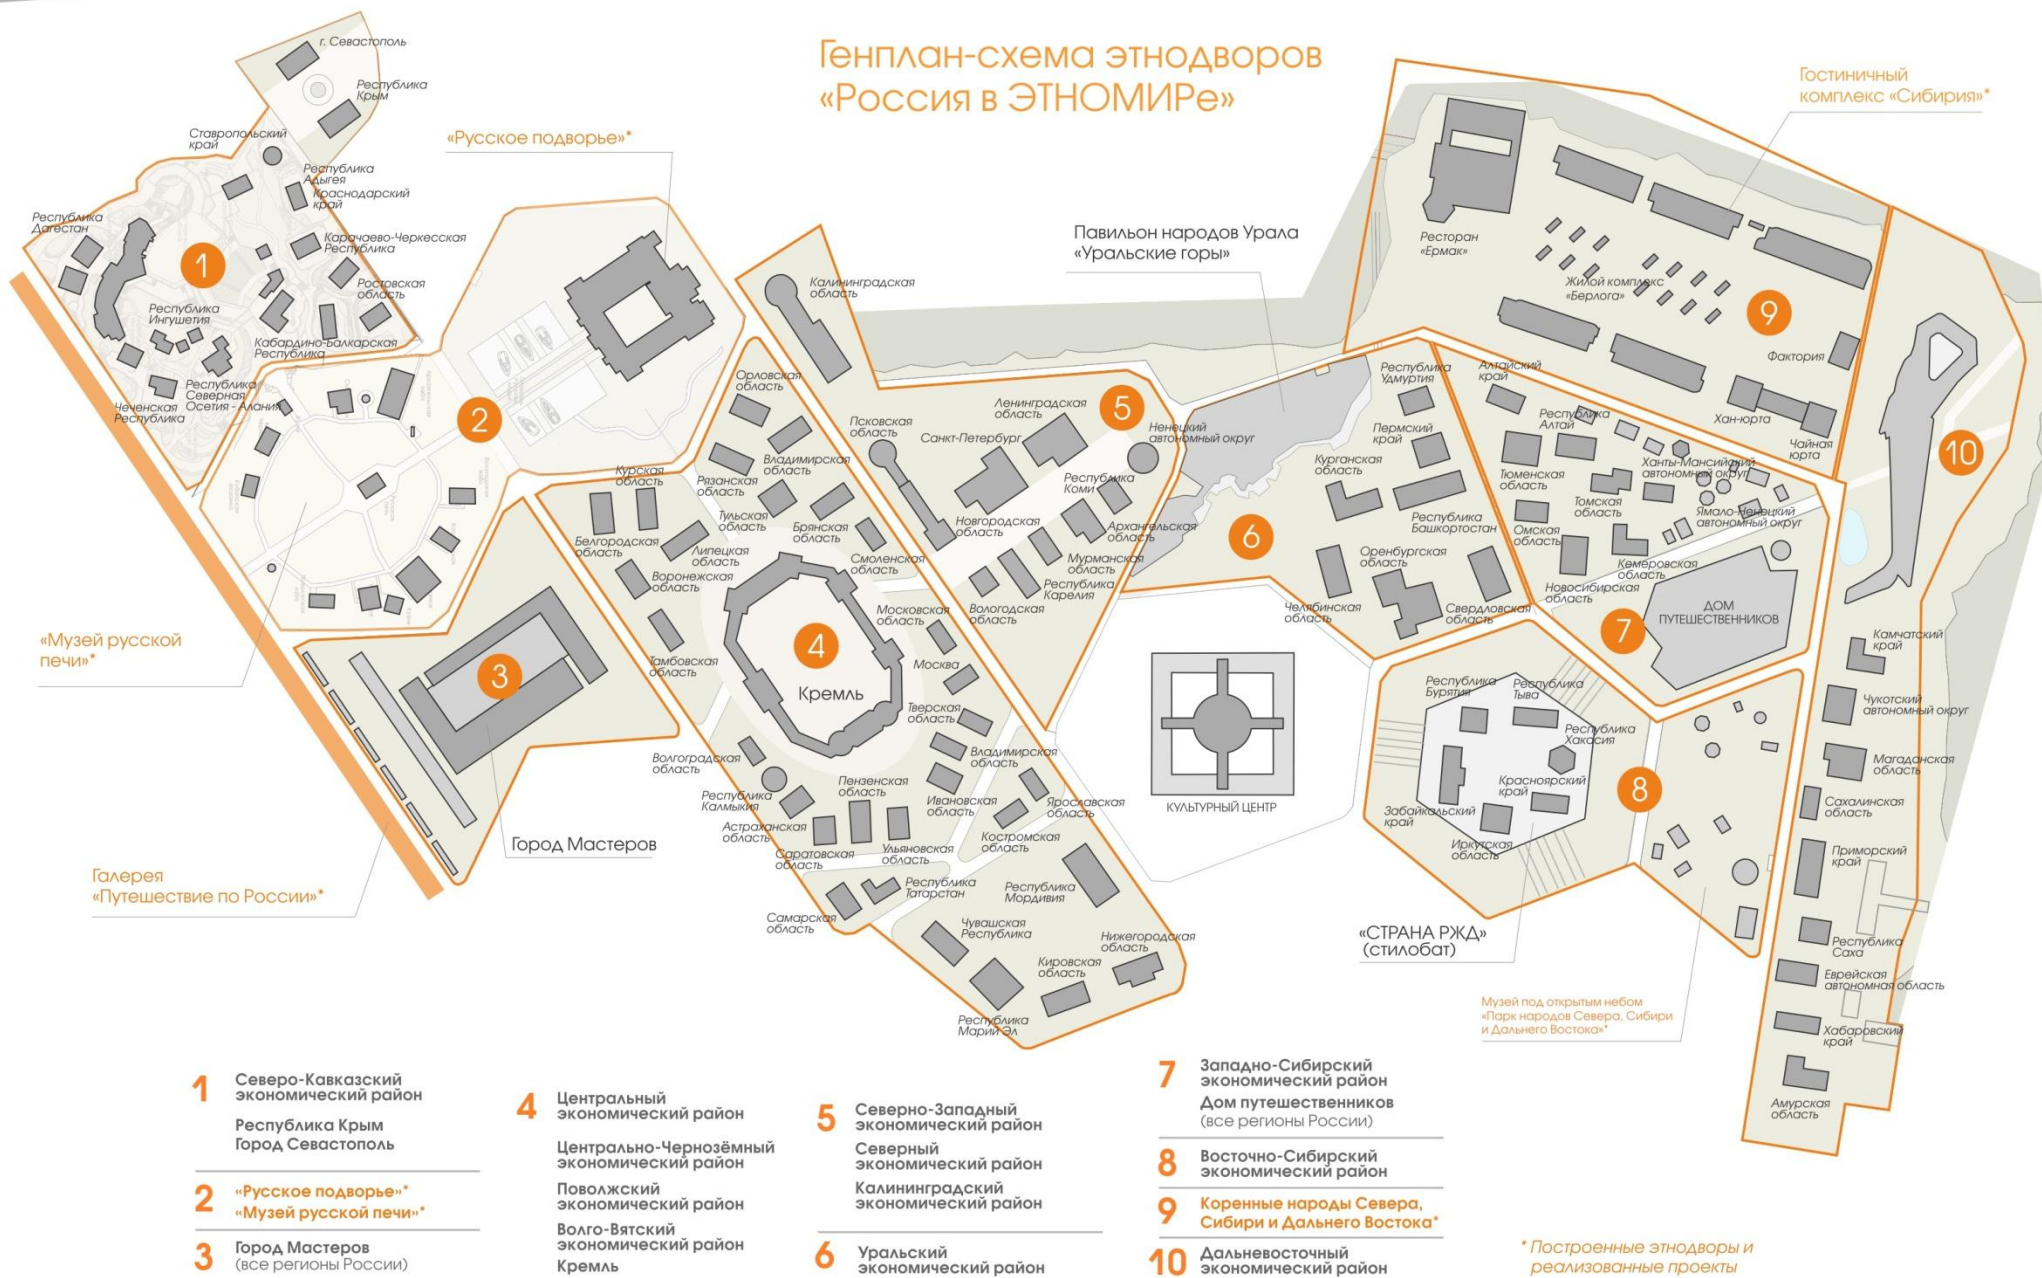 Генплан-схема этнодворов
«Россия в ЭТНОМИРе»
г. Севастополь
Республика
Крым
Ставропольский
край
Республика
Адыгея
Краснодарский
край
Республика
Дагестан
1
Карачаево-Черкесская
Республика
Ростовская
область
Республика
Ингушетия
Кабардино-Балкарская
Республика
Республика
Северная
Осетия - Алания
Чеченская
Республика
«Русское подворье»*
2
«Музей русской
печи»*
3
Город Мастеров
Галерея
«Путешествие по России»*
Калининградская
область
Орловская
область
Владимирская
область
Курская
область
Рязанская
область
Тульская
область
Брянская
область
Белгородская
область
Липецкая
область
Смоленская
область
Воронежская
область
Московская
область
Тамбовская
область
4
Кремль
Москва
Тверская
область
Владимирская
область
Волгоградская
область
Республика
Калмыкия
Пензенская
область
Ивановская
область
Ярославская
область
Астраханская
область
Костромская
область
Саратовская
область
Ульяновская
область
Республика
Татарстан
Самарская
область
Республика
Мордивия
Чувашская
Республика
Нижегородская
область
Кировская
область
Республика
Марий Эл
Псковская
область
Ленинградская
область
5
Санкт-Петербург
Ненецкий
автономный округ
Республика
Коми
Новгородская
область
Архангельская
область
Мурманская
область
Республика
Карелия
Вологодская
область
Павильон народов Урала
«Уральские горы»
Республика
Удмуртия
Пермский
край
Курганская
область
Республика
Башкортостан
6
Оренбургская
область
Челябинская
область
Свердловская
область
КУЛЬТУРНЫЙ ЦЕНТР
Гостиничный
комплекс «Сибирия»*
Ресторан
«Ермак»
Жилой комплекс
«Берлога»
9
Фактория
Хан-юрта
Чайная
юрта
Алтайский
край
Республика
Алтай
Тюменская
область
Ханты-Мансийский
автономный округ
Томская
область
Ямало-Ненецкий
автономный округ
Омская
область
Кемеровская
область
Новосибирская
область
ДОМ
ПУТЕШЕСТВЕННИКОВ
7
Республика
Бурятия
Республика
Тыва
Республика
Хакасия
Красноярский
край
Забайкальский
край
Иркутская
область
8
«СТРАНА РЖД»
(стилобат)
Музей под открытым небом
«Парк народов Севера, Сибири
и Дальнего Востока»*
10
Камчатский
край
Чукотский
автономный округ
Магаданская
область
Сахалинская
область
Приморский
край
Республика
Саха
Еврейская
автономная область
Хабаровский
край
Амурская
область
1
Северо-Кавказский
экономический район
Республика Крым
Город Севастополь
2
«Русское подворье»*
«Музей русской печи»*
3
Город Мастеров
(все регионы России)
4
Центральный
экономический район
Центрально-Чернозёмный
экономический район
Поволжский
экономический район
Волго-Вятский
экономический район
Кремль
5
Северно-Западный
экономический район
Северный
экономический район
Калининградский
экономический район
6
Уральский
экономический район
7
Западно-Сибирский
экономический район
Дом путешественников
(все регионы России)
8
Восточно-Сибирский
экономический район
9
Коренные народы Севера,
Сибири и Дальнего Востока*
10
Дальневосточный
экономический район
* Построенные этнодворы и
реализованные проекты